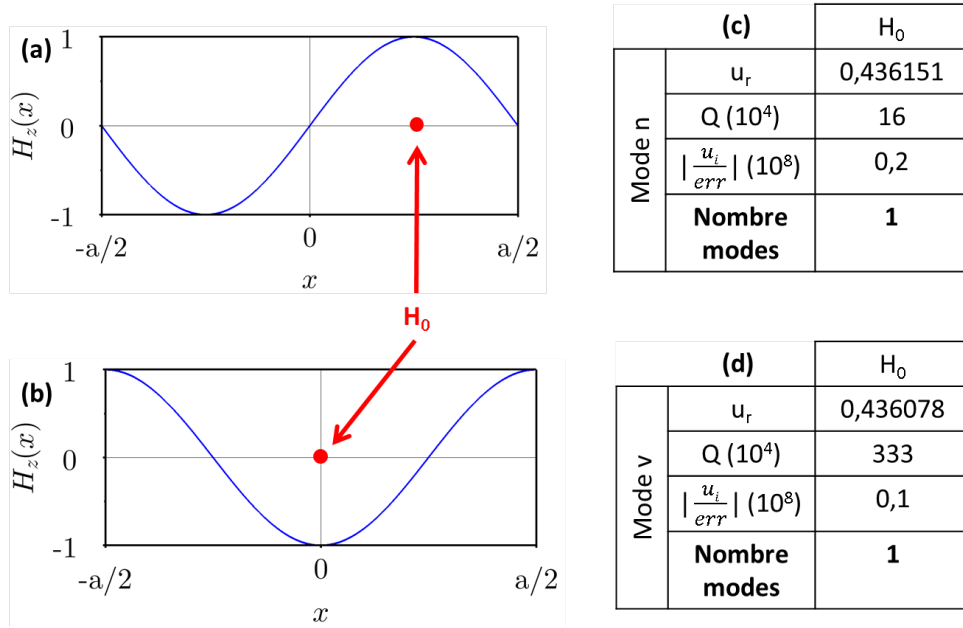 (a)
1
0
-1
H_z(x)
-a/2
0
a/2
x
H₀
(b)
1
0
-1
H_z(x)
-a/2
0
a/2
x
(c)
H₀
Mode n
u_r
0,436151
Q (10⁴)
16
|u_i/err| (10⁸)
0,2
Nombre
modes
1
(d)
H₀
Mode v
u_r
0,436078
Q (10⁴)
333
|u_i/err| (10⁸)
0,1
Nombre
modes
1